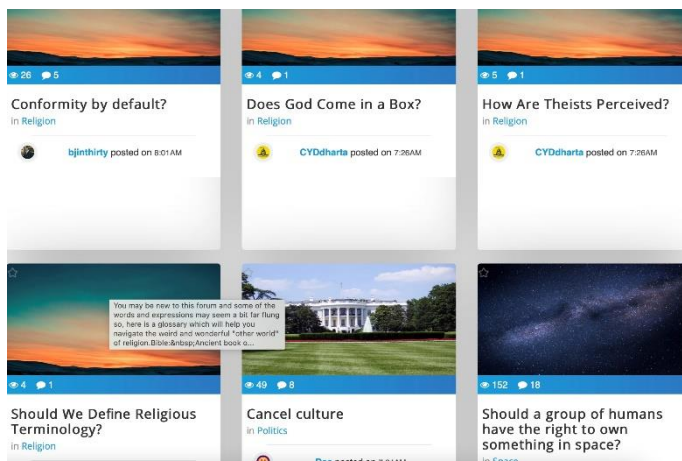 26 5
4 1
5 1
Conformity by default?
in Religion
bjinthirty posted on 8:01AM
Does God Come in a Box?
in Religion
CYDdharta posted on 7:26AM
How Are Theists Perceived?
in Religion
CYDdharta posted on 7:26AM
You may be new to this forum and some of the
words and expressions may seem a bit far flung
so, here is a glossary which will help you
navigate the weird and wonderful "other world"
of religion.Bible:&nbsp;Ancient book o...
4 1
49 8
152 18
Should We Define Religious
Terminology?
in Religion
Cancel culture
in Politics
posted on
Should a group of humans
have the right to own
something in space?
in Space